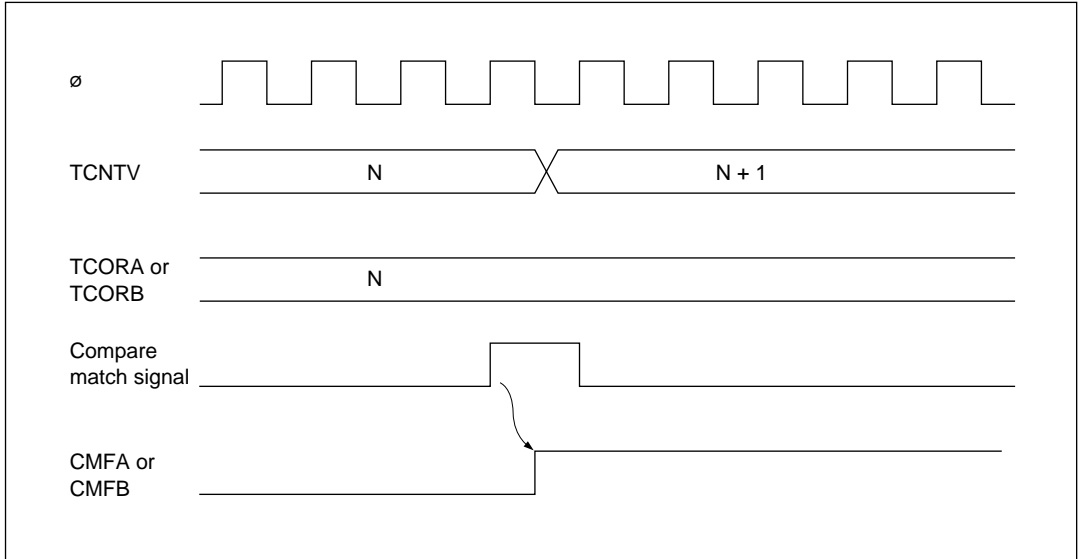 ø
TCNTV
N
N + 1
TCORA or
TCORB
N
Compare
match signal
CMFA or
CMFB